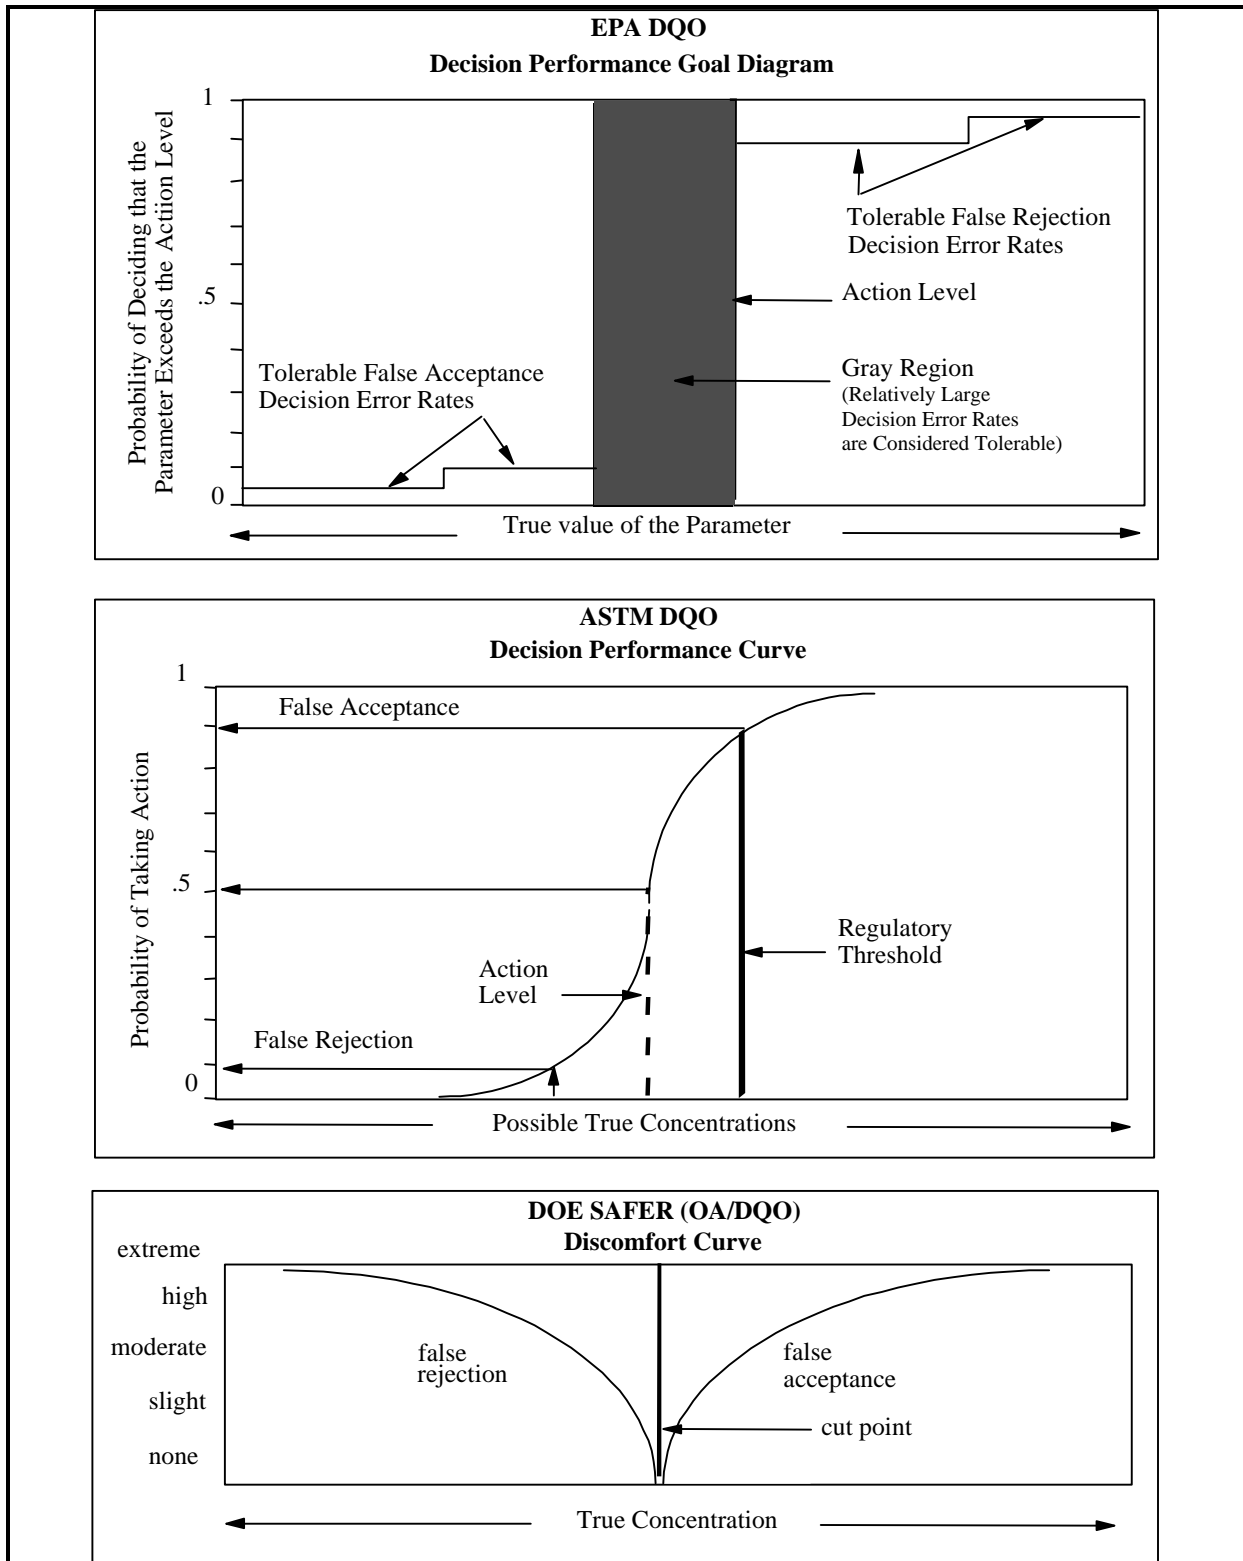 EPA DQO
Decision Performance Goal Diagram
Probability of Deciding that the
Parameter Exceeds the Actiion Level
1
.5
0
Tolerable False Rejection
Decision Error Rates
Action Level
Gray Region
(Relatively Large
Decision Error Rates
are Considered Tolerable)
Tolerable False Acceptance
Decision Error Rates
True value of the Parameter
ASTM DQO
Decision Performance Curve
Probability of Taking Action
1
.5
0
False Acceptance
Regulatory
Threshold
Action
Level
False Rejection
Possible True Concentrations
DOE SAFER (OA/DQO)
Discomfort Curve
extreme
high
moderate
slight
none
false
rejection
false
acceptance
cut point
True Concentration